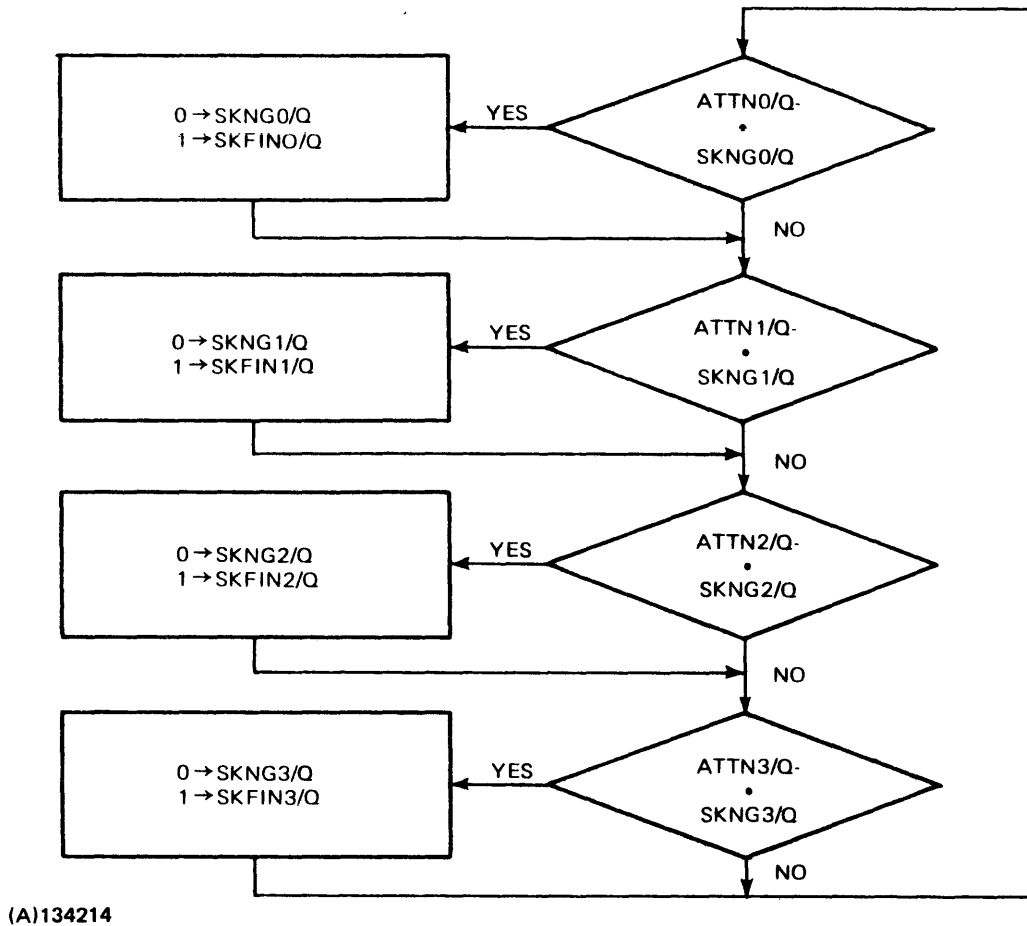 0→SKNG0/Q
1→SKFINO/Q
YES
ATTN0/Q-
•
SKNG0/Q
NO
0→SKNG1/Q
1→SKFIN1/Q
YES
ATTN1/Q-
•
SKNG1/Q
NO
0→SKNG2/Q
1→SKFIN2/Q
YES
ATTN2/Q-
•
SKNG2/Q
NO
0→SKNG3/Q
1→SKFIN3/Q
YES
ATTN3/Q-
•
SKNG3/Q
NO
(A)134214